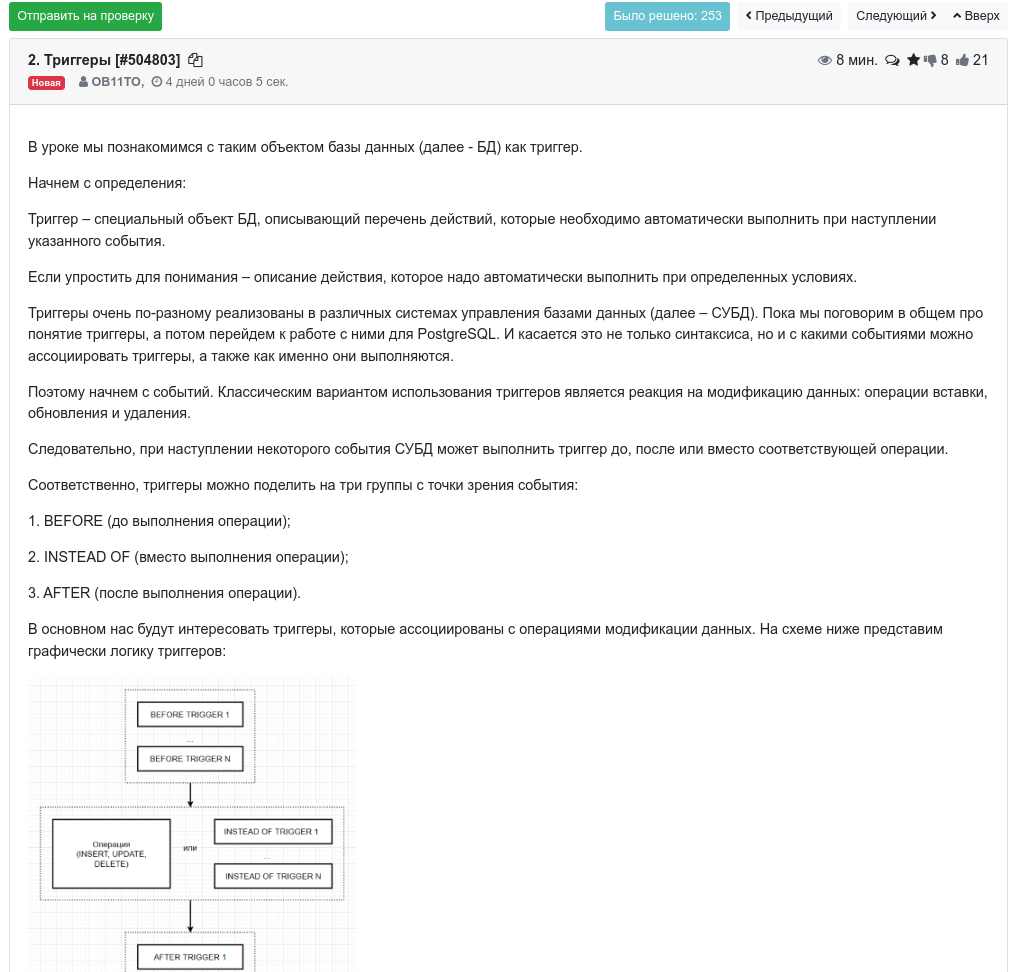 Отправить на проверку
Было решено: 253
Предыдущий
Следующий
Вверх
2. Триггеры [#504803]
8 мин.
8
21
Новая
OB11TO,
4 дней 0 часов 5 сек.
В уроке мы познакомимся с таким объектом базы данных (далее - БД) как триггер.
Начнем с определения:
Триггер – специальный объект БД, описывающий перечень действий, которые необходимо автоматически выполнить при наступлении
указанного события.
Если упростить для понимания – описание действия, которое надо автоматически выполнить при определенных условиях.
Триггеры очень по-разному реализованы в различных системах управления базами данных (далее – СУБД). Пока мы поговорим в общем про
понятие триггеры, а потом перейдем к работе с ними для PostgreSQL. И касается это не только синтаксиса, но и с какими событиями можно
ассоциировать триггеры, а также как именно они выполняются.
Поэтому начнем с событий. Классическим вариантом использования триггеров является реакция на модификацию данных: операции вставки,
обновления и удаления.
Следовательно, при наступлении некоторого события СУБД может выполнить триггер до, после или вместо соответствующей операции.
Соответственно, триггеры можно поделить на три группы с точки зрения события:
1. BEFORE (до выполнения операции);
2. INSTEAD OF (вместо выполнения операции);
3. AFTER (после выполнения операции).
В основном нас будут интересовать триггеры, которые ассоциированы с операциями модификации данных. На схеме ниже представим
графически логику триггеров:
BEFORE TRIGGER 1
...
BEFORE TRIGGER N
Операция
(INSERT, UPDATE,
DELETE)
или
INSTEAD OF TRIGGER 1
...
INSTEAD OF TRIGGER N
AFTER TRIGGER 1